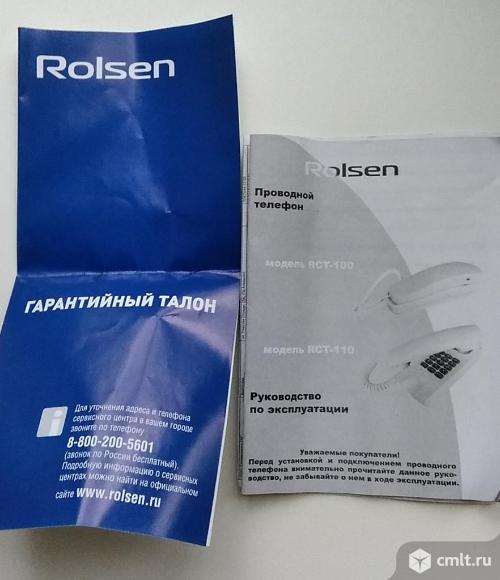 Rolsen
ГАРАНТИЙНЫЙ ТАЛОН
Для уточнения адреса и телефона
сервисного центра в вашем городе
звоните по телефону
8-800-200-5601
(звонок по России бесплатный).
Подробную информацию о сервисных
центрах можно найти на официальном
сайте www.rolsen.ru
Rolsen
Проводной
телефон
модель RCT-100
модель RCT-110
Руководство
по эксплуатации
Уважаемые покупатели!
Перед установкой и подключением проводного
телефона внимательно прочитайте данное руко-
водство, не забывайте о нем в ходе эксплуатации.
cmlt.ru